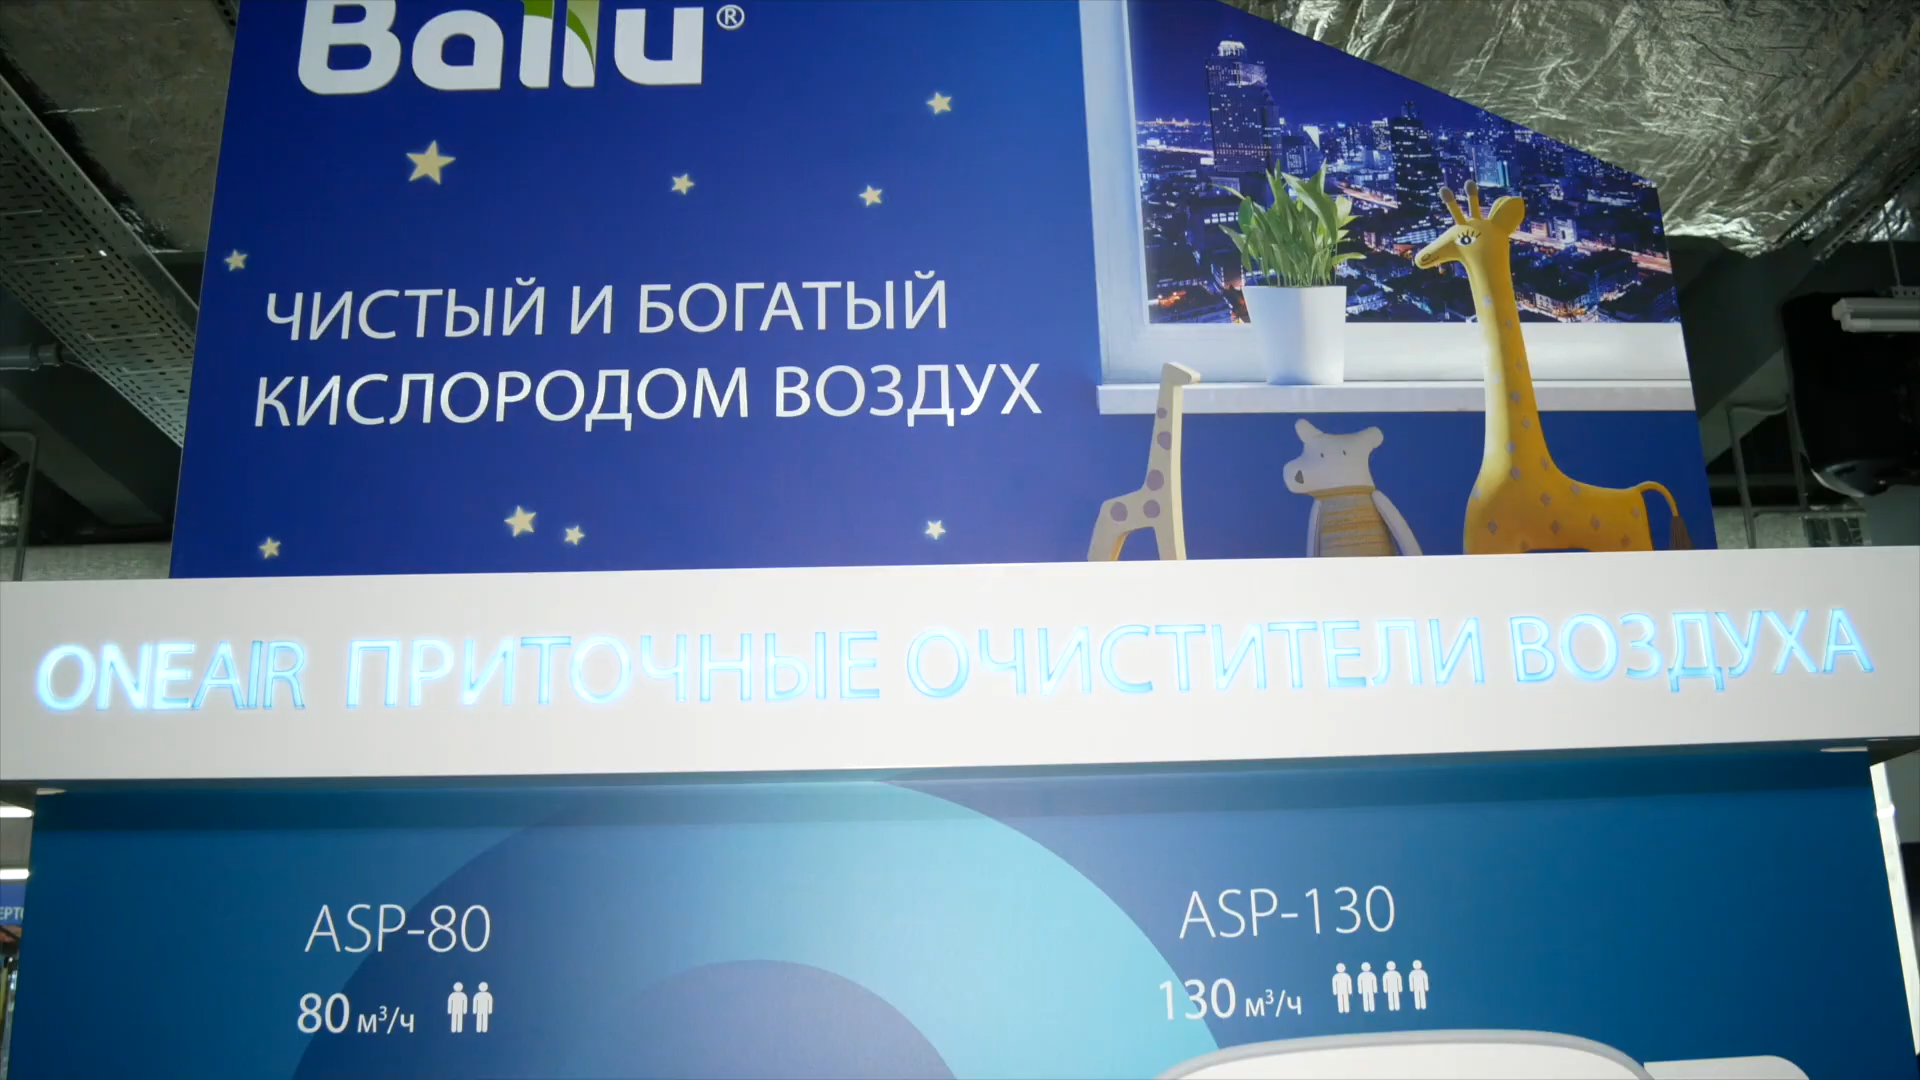 Ballu®
ЧИСТЫЙ И БОГАТЫЙ
КИСЛОРОДОМ ВОЗДУХ
ONEAIR ПРИТОЧНЫЕ ОЧИСТИТЕЛИ ВОЗДУХА
ASP-80
80 м³/ч
ASP-130
130 м³/ч